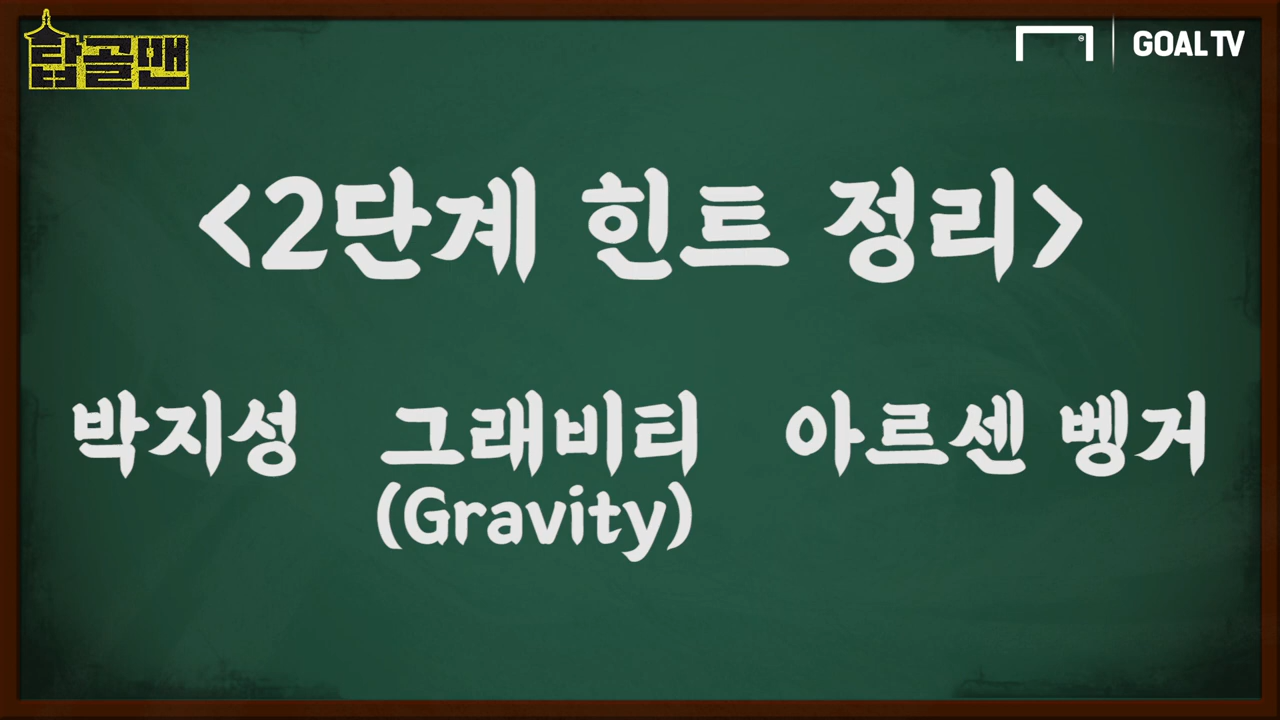 탑골맨
GOAL TV
<2단계 힌트 정리>
박지성 그래비티 아르센 벵거
(Gravity)